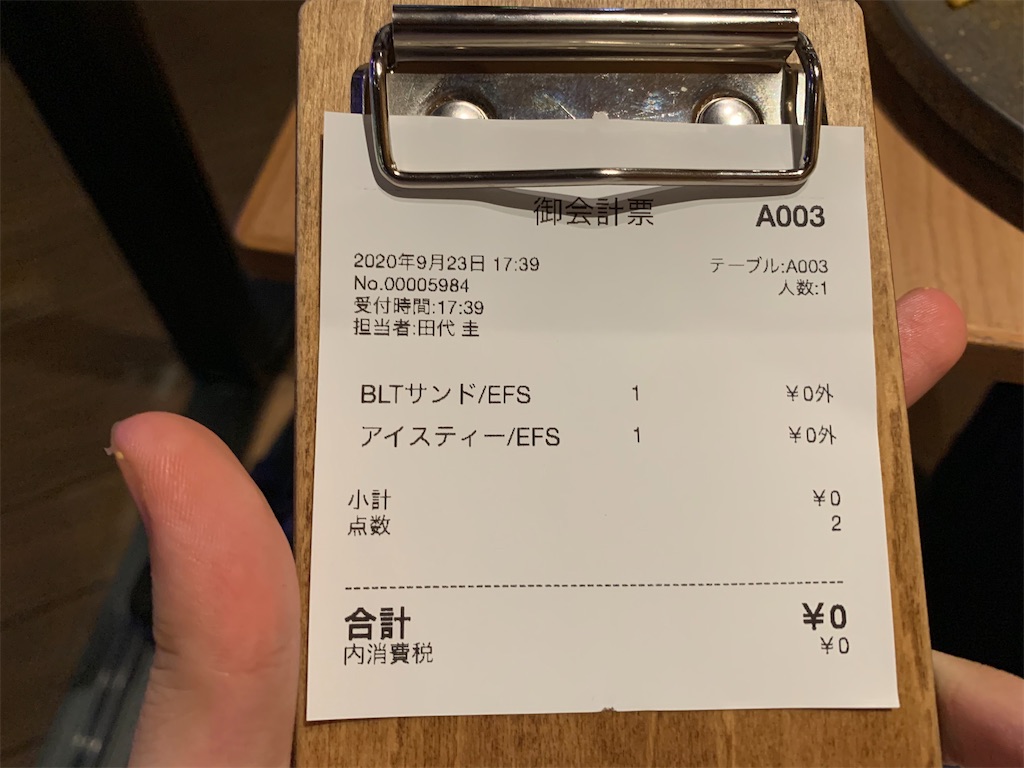 御会計票 A003
2020年9月23日 17:39 テーブル:A003
No.00005984 人数:1
受付時間:17:39
担当者:田代 圭
BLTサンド/EFS 1 ¥0外
アイスティー/EFS 1 ¥0外
小計 ¥0
点数 2
合計 ¥0
内消費税 ¥0